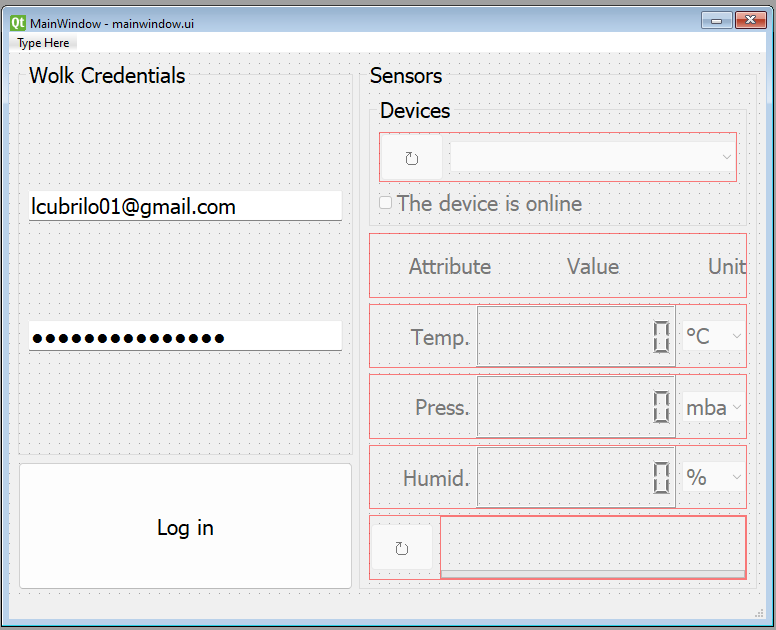 Qt MainWindow - mainwindow.ui
Type Here
Wolk Credentials
lcubrilo01@gmail.com
●●●●●●●●●●●●●●●
Log in
Sensors
Devices
The device is online
Attribute Value Unit
Temp. 0 °C
Press. 0 mba
Humid. 0 %